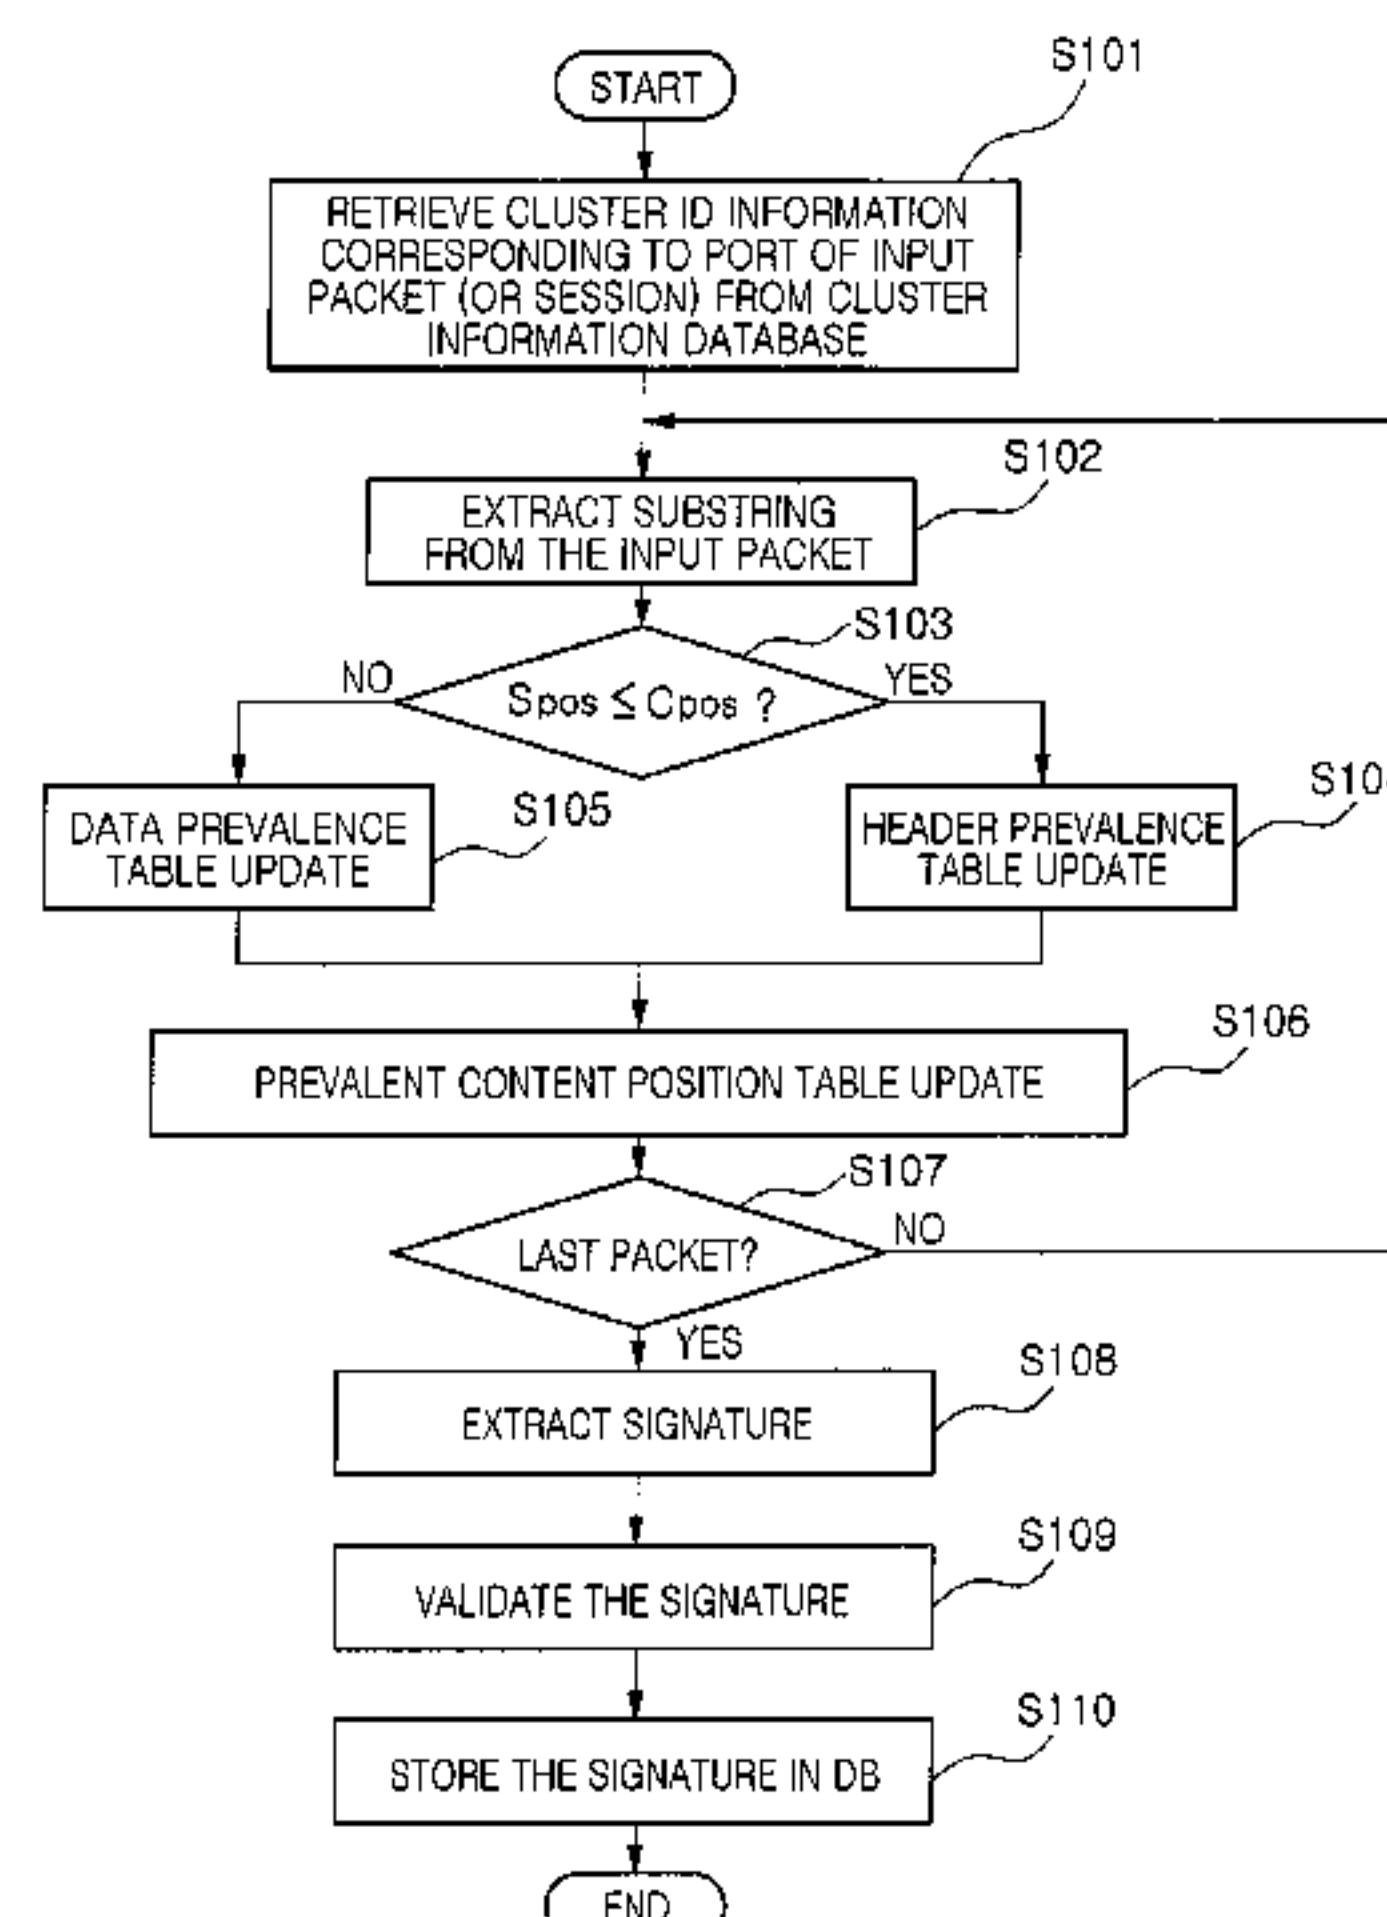 S101
START
RETRIEVE CLUSTER ID INFORMATION
CORRESPONDING TO PORT OF INPUT
PACKET (OR SESSION) FROM CLUSTER
INFORMATION DATABASE
S102
EXTRACT SUBSTRING
FROM THE INPUT PACKET
S103
NO
YES
Spos ≤ Cpos ?
S105
DATA PREVALENCE
TABLE UPDATE
HEADER PREVALENCE
TABLE UPDATE
S106
PREVALENT CONTENT POSITION TABLE UPDATE
S107
NO
LAST PACKET?
YES
S108
EXTRACT SIGNATURE
S109
VALIDATE THE SIGNATURE
S110
STORE THE SIGNATURE IN DB
END